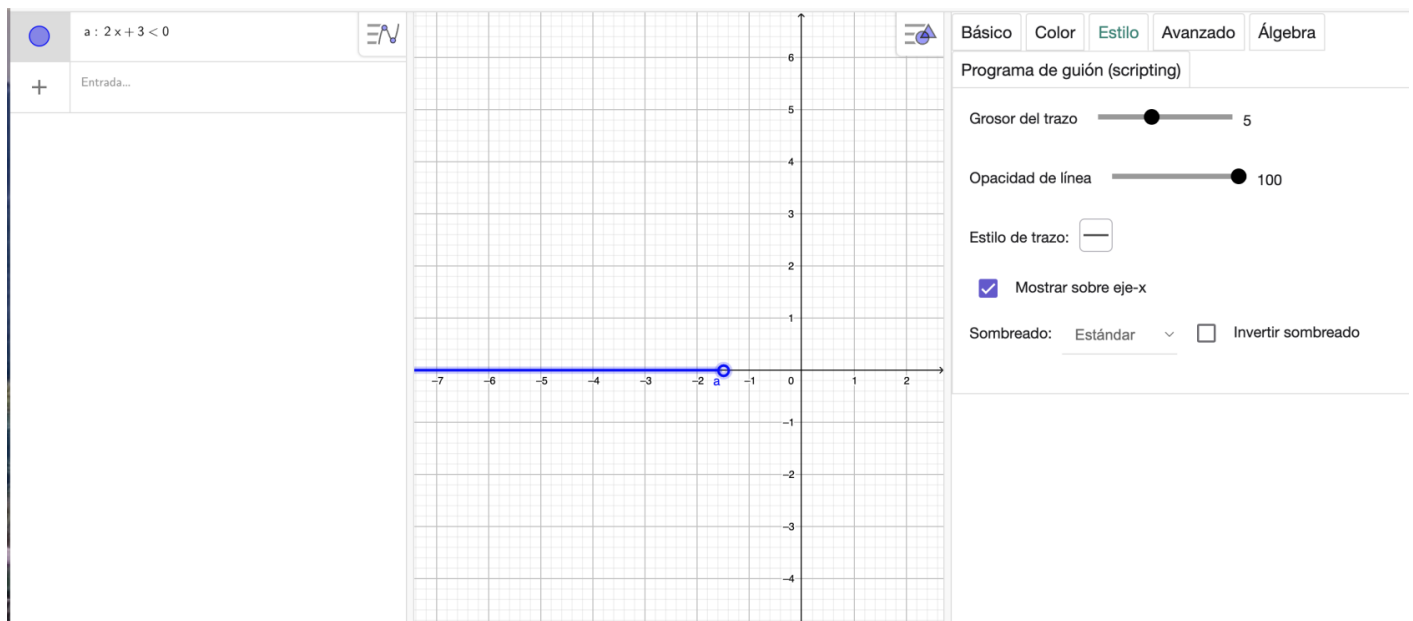 a : 2 x + 3 < 0
Entrada...
6
5
4
3
2
1
−7 −6 −5 −4 −3 −2 a −1 0 1 2
−1
−2
−3
−4
Básico Color Estilo Avanzado Álgebra
Programa de guión (scripting)
Grosor del trazo 5
Opacidad de línea 100
Estilo de trazo:
Mostrar sobre eje-x
Sombreado: Estándar Invertir sombreado